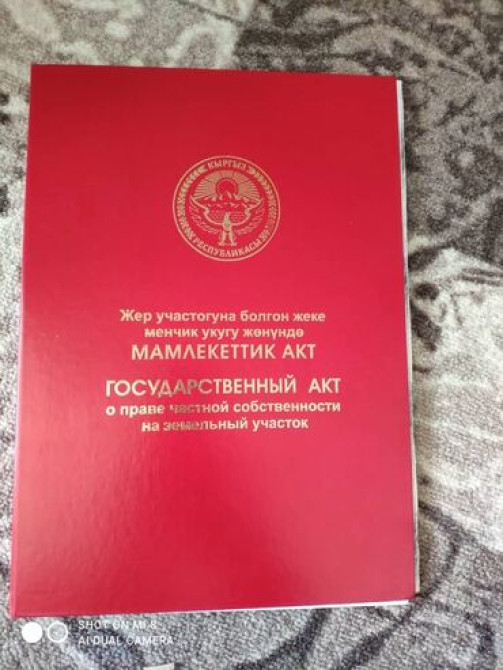 КЫРГЫЗ
РЕСПУБЛИКАСЫ
Жер участогуна болгон жеке
менчик укугу жөнүндө
МАМЛЕКЕТТИК АКТ
ГОСУДАРСТВЕННЫЙ АКТ
о праве частной собственности
на земельный участок
SHOT ON MI 8
AI DUAL CAMERA